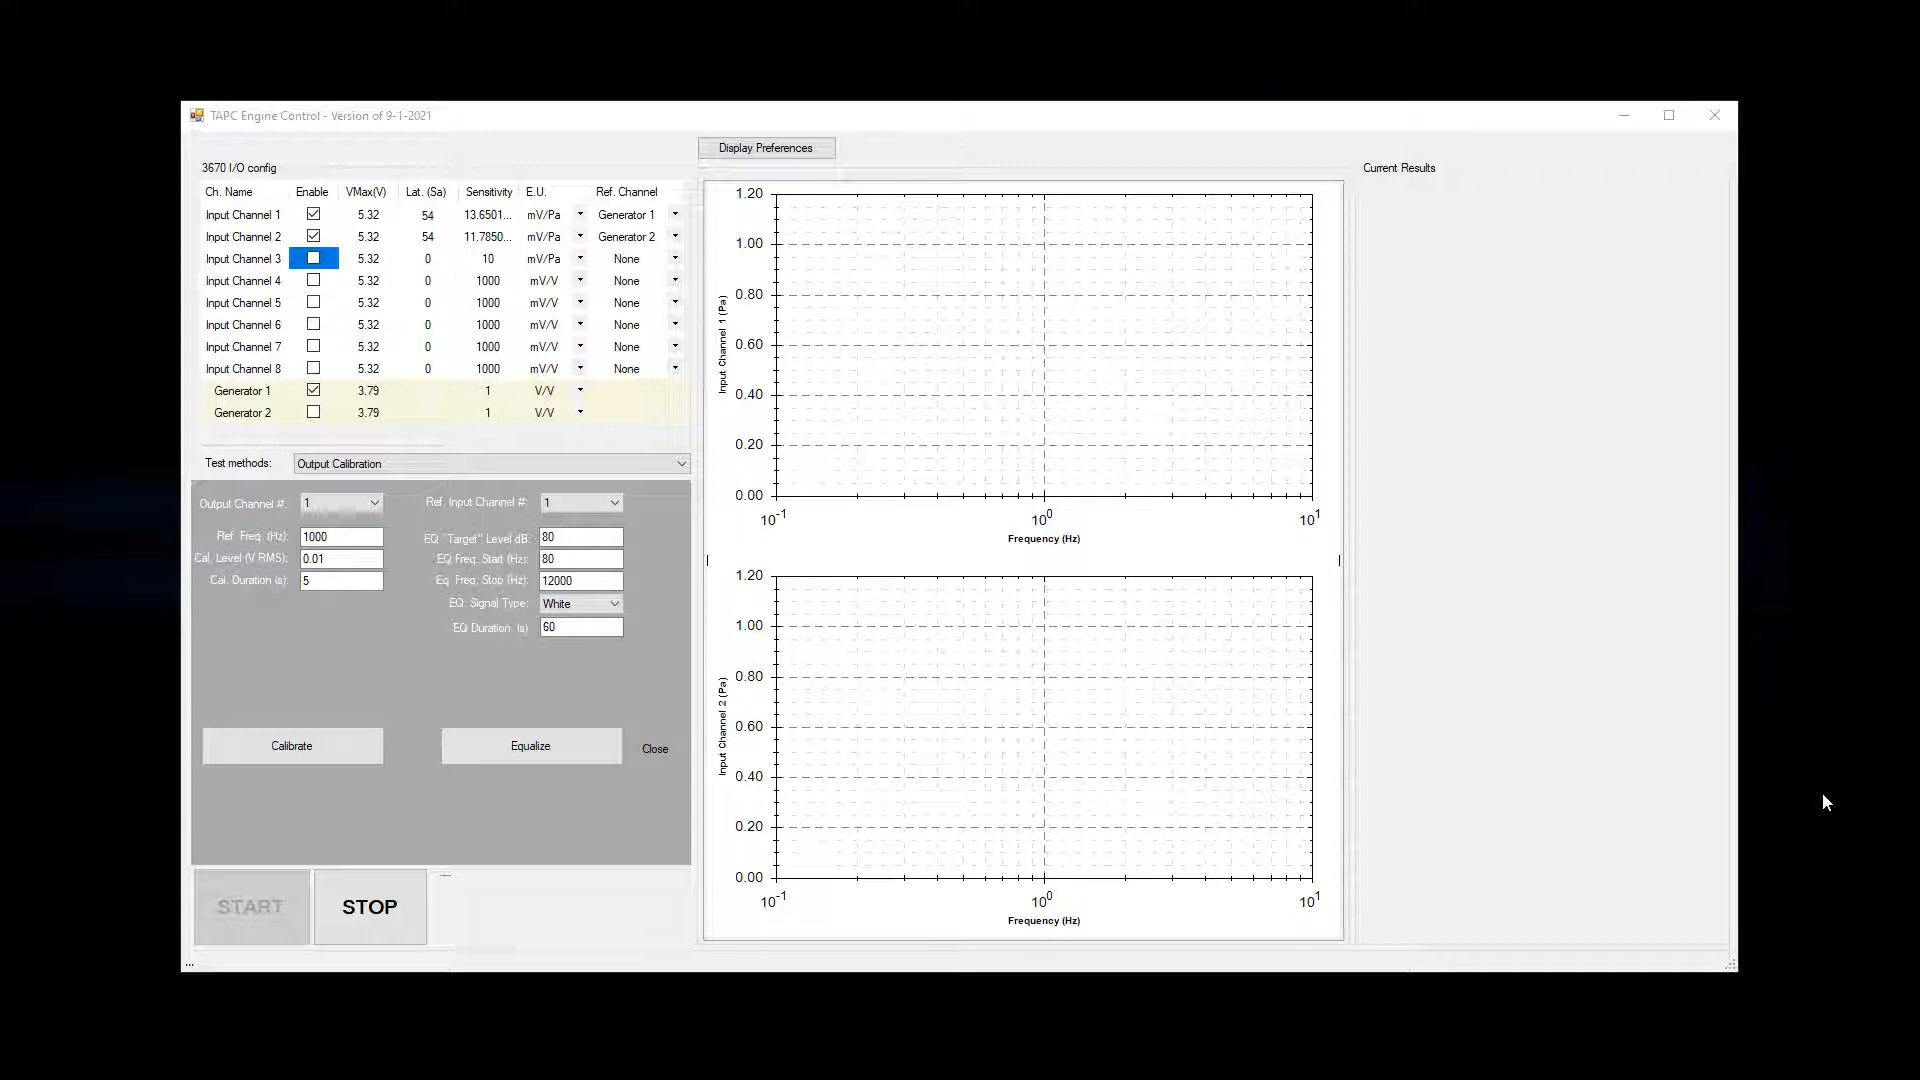 TAPC Engine Control - Version of 9-1-2021
Display Preferences
3670 I/O config
Current Results
Ch. Name Enable VMax(V) Lat. (Sa) Sensitivity E.U. Ref. Channel
Input Channel 1 5.32 54 13.6501... mV/Pa Generator 1
Input Channel 2 5.32 54 11.7850... mV/Pa Generator 2
Input Channel 3 5.32 0 10 mV/Pa None
Input Channel 4 5.32 0 1000 mV/V None
Input Channel 5 5.32 0 1000 mV/V None
Input Channel 6 5.32 0 1000 mV/V None
Input Channel 7 5.32 0 1000 mV/V None
Input Channel 8 5.32 0 1000 mV/V None
Generator 1 3.79 1 V/V
Generator 2 3.79 1 V/V
Test methods: Output Calibration
Output Channel #: 1 Ref. Input Channel #: 1
Ref Freq. (Hz): 1000 EQ "Target" Level dB: 80
Cal. Level (V RMS): 0.01 EQ Freq. Start (Hz): 80
Cal. Duration (s): 5 Eq. Freq. Stop (Hz): 12000
EQ. Signal Type: White
EQ Duration (s) 60
Calibrate Equalize Close
START STOP
...
1.20
1.00
0.80
0.60
0.40
0.20
0.00
Input Channel 1 (Pa)
10-1 100 101
Frequency (Hz)
1.20
1.00
0.80
0.60
0.40
0.20
0.00
Input Channel 2 (Pa)
10-1 100 101
Frequency (Hz)